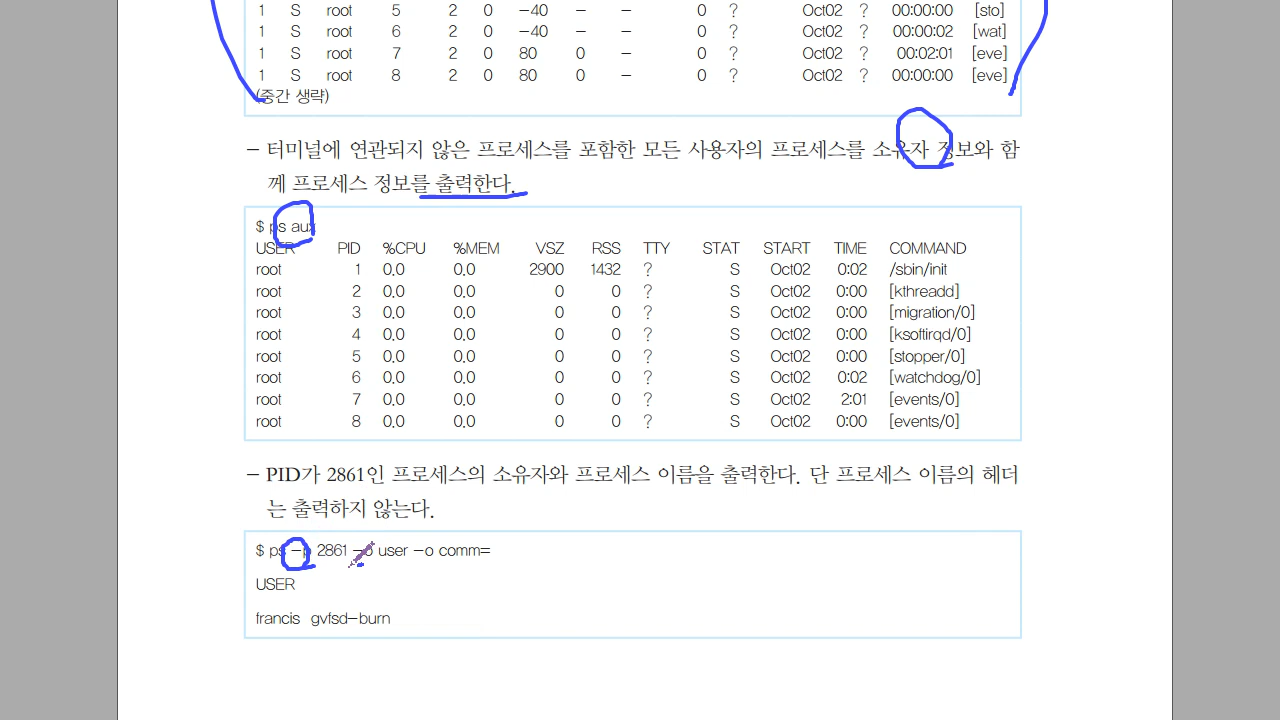 1 S root 5 2 0 -40 - - 0 ? Oct02 ? 00:00:00 [sto]
1 S root 6 2 0 -40 - - 0 ? Oct02 ? 00:00:02 [wat]
1 S root 7 2 0 80 0 - 0 ? Oct02 ? 00:02:01 [eve]
1 S root 8 2 0 80 0 - 0 ? Oct02 ? 00:00:00 [eve]
(중간 생략)
- 터미널에 연관되지 않은 프로세스를 포함한 모든 사용자의 프로세스를 소유자 정보와 함
께 프로세스 정보를 출력한다.
$ ps aux
USER PID %CPU %MEM VSZ RSS TTY STAT START TIME COMMAND
root 1 0.0 0.0 2900 1432 ? S Oct02 0:02 /sbin/init
root 2 0.0 0.0 0 0 ? S Oct02 0:00 [kthreadd]
root 3 0.0 0.0 0 0 ? S Oct02 0:00 [migration/0]
root 4 0.0 0.0 0 0 ? S Oct02 0:00 [ksoftirqd/0]
root 5 0.0 0.0 0 0 ? S Oct02 0:00 [stopper/0]
root 6 0.0 0.0 0 0 ? S Oct02 0:02 [watchdog/0]
root 7 0.0 0.0 0 0 ? S Oct02 2:01 [events/0]
root 8 0.0 0.0 0 0 ? S Oct02 0:00 [events/0]
- PID가 2861인 프로세스의 소유자와 프로세스 이름을 출력한다. 단 프로세스 이름의 헤더
는 출력하지 않는다.
$ ps -p 2861 -o user -o comm=
USER
francis gvfsd-burn